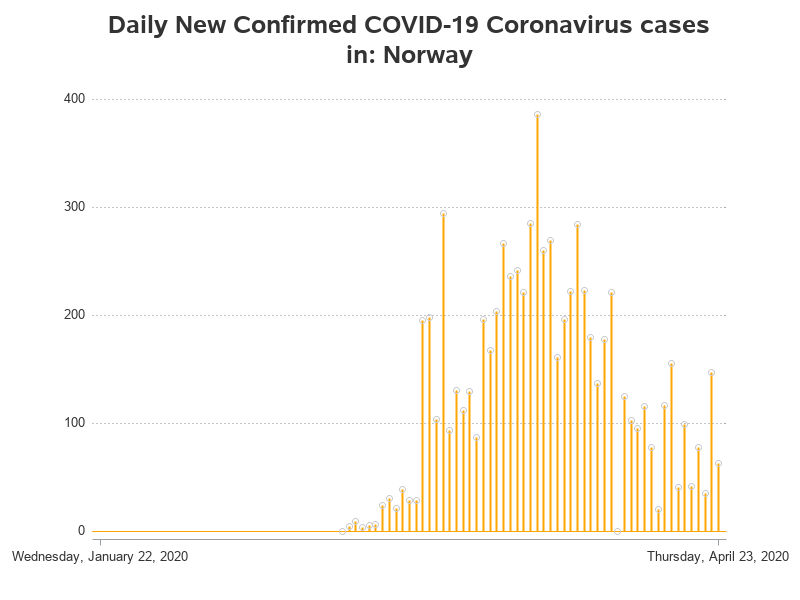 Daily New Confirmed COVID-19 Coronavirus cases
in: Norway
400
300
200
100
0
Wednesday, January 22, 2020
Thursday, April 23, 2020